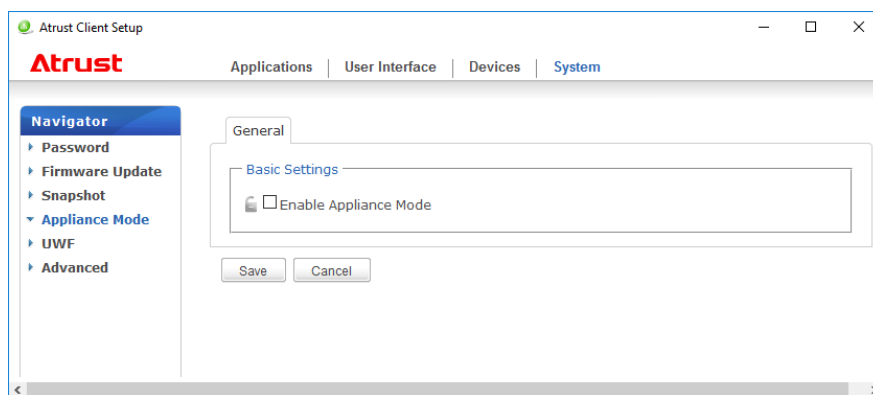 Atrust Client Setup
Atrust
Applications | User Interface | Devices | System
Navigator
Password
Firmware Update
Snapshot
Appliance Mode
UWF
Advanced
General
Basic Settings
Enable Appliance Mode
Save Cancel